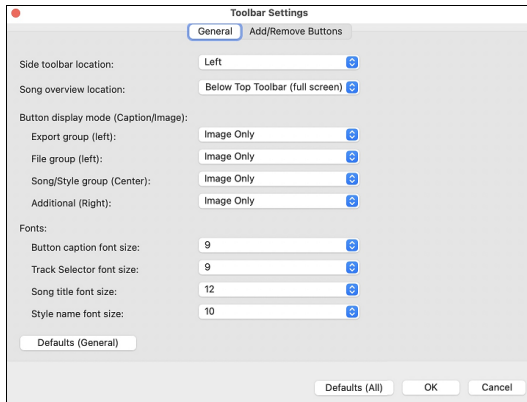 Toolbar Settings
General Add/Remove Buttons
Side toolbar location: Left
Song overview location: Below Top Toolbar (full screen)
Button display mode (Caption/Image):
Export group (left): Image Only
File group (left): Image Only
Song/Style group (Center): Image Only
Additional (Right): Image Only
Fonts:
Button caption font size: 9
Track Selector font size: 9
Song title font size: 12
Style name font size: 10
Defaults (General)
Defaults (All) OK Cancel